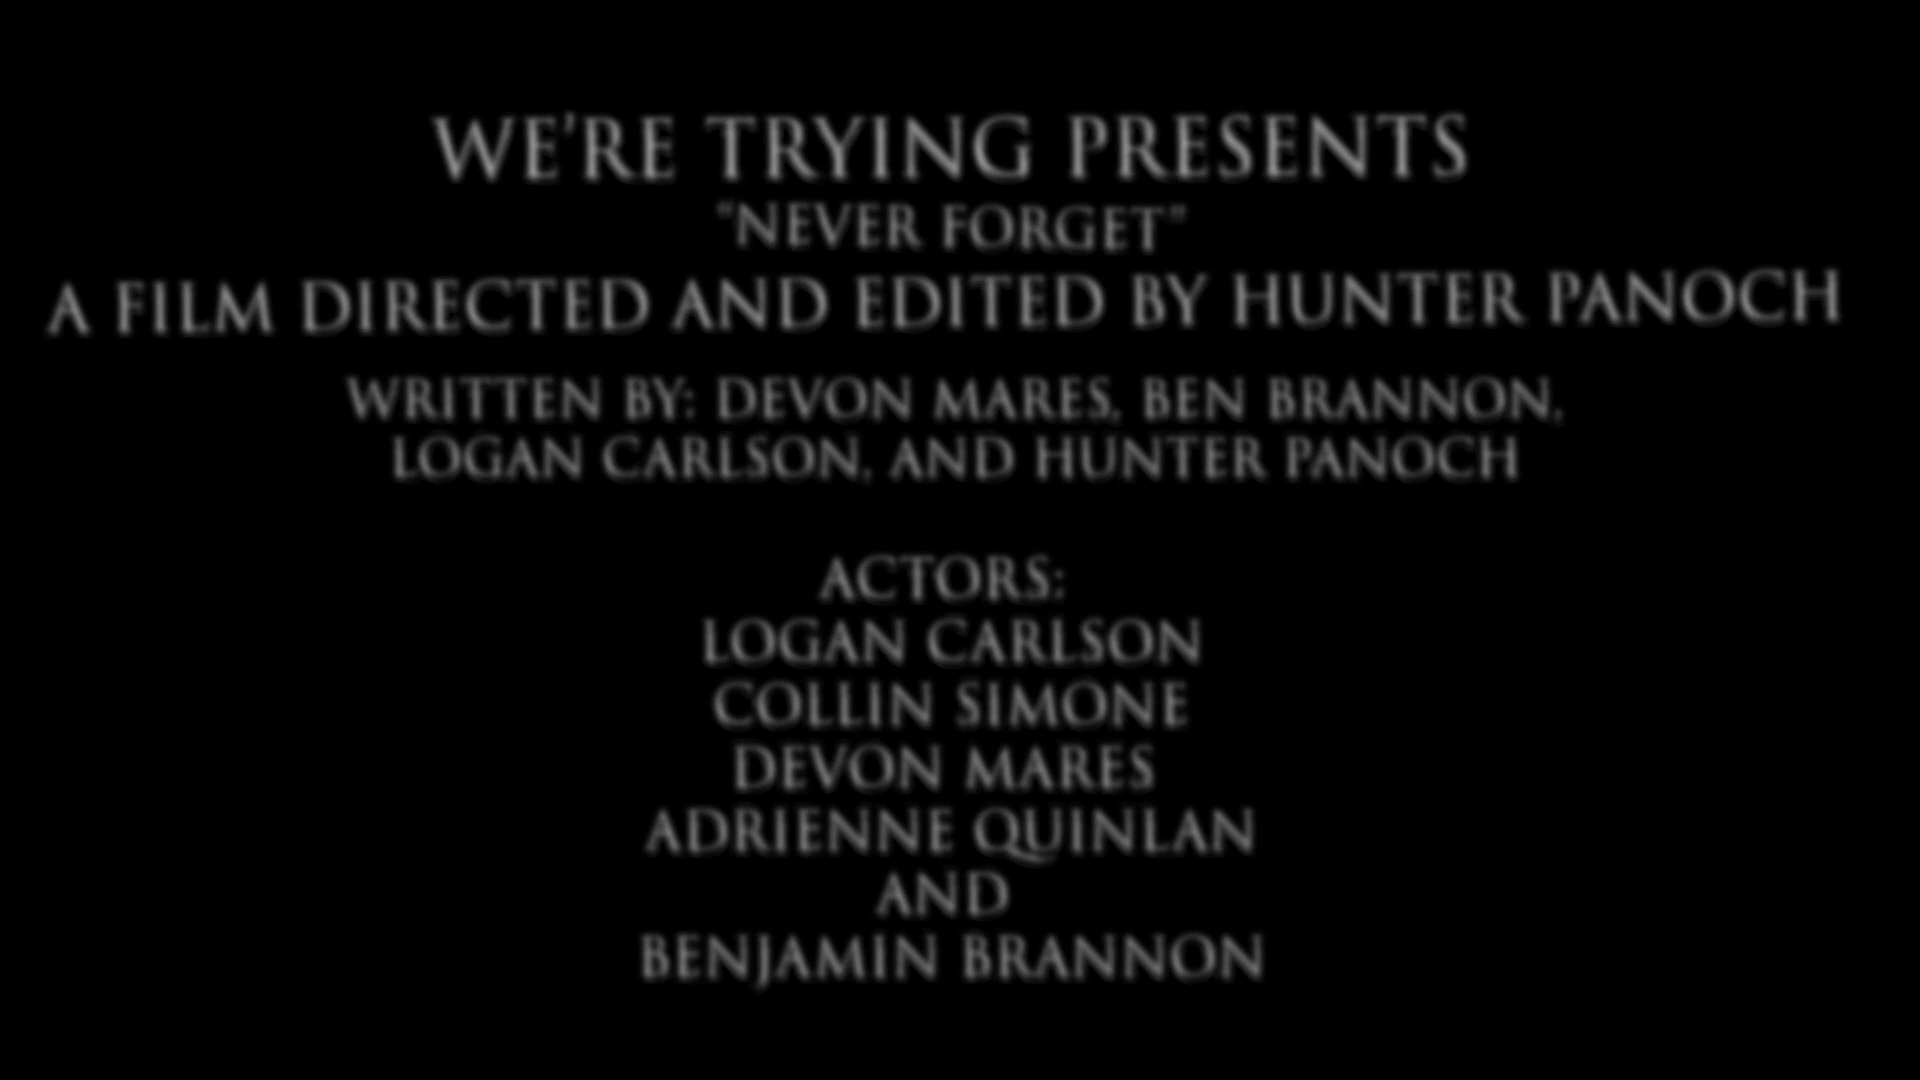 WE'RE TRYING PRESENTS
"NEVER FORGET"
A FILM DIRECTED AND EDITED BY HUNTER PANOCH
WRITTEN BY: DEVON MARES, BEN BRANNON,
LOGAN CARLSON, AND HUNTER PANOCH
ACTORS:
LOGAN CARLSON
COLLIN SIMONE
DEVON MARES
ADRIENNE QUINLAN
AND
BENJAMIN BRANNON